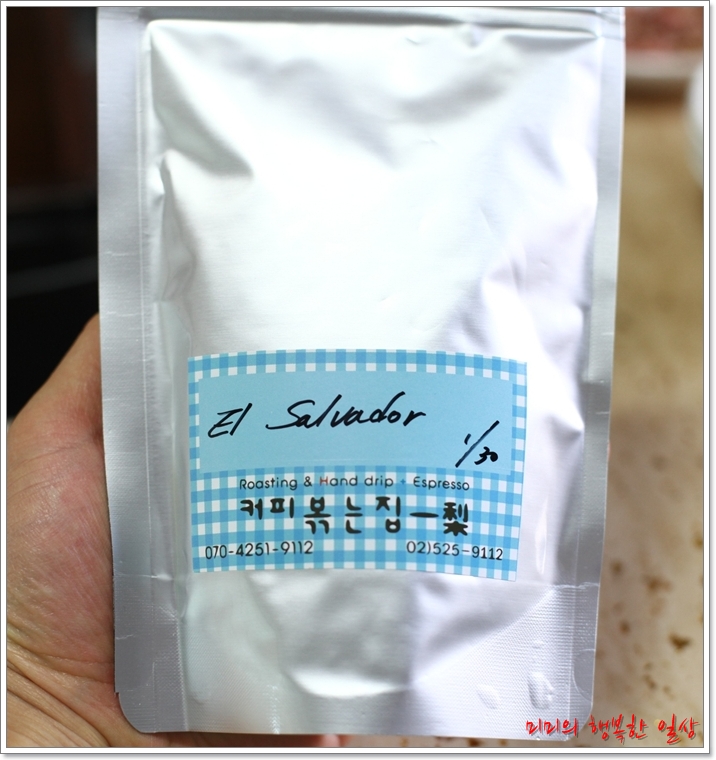 El Salvador
1/30
Roasting & Hand drip · Espresso
커피볶는집一梨
070-4251-9112 02)525-9112
미미의 행복한 일상